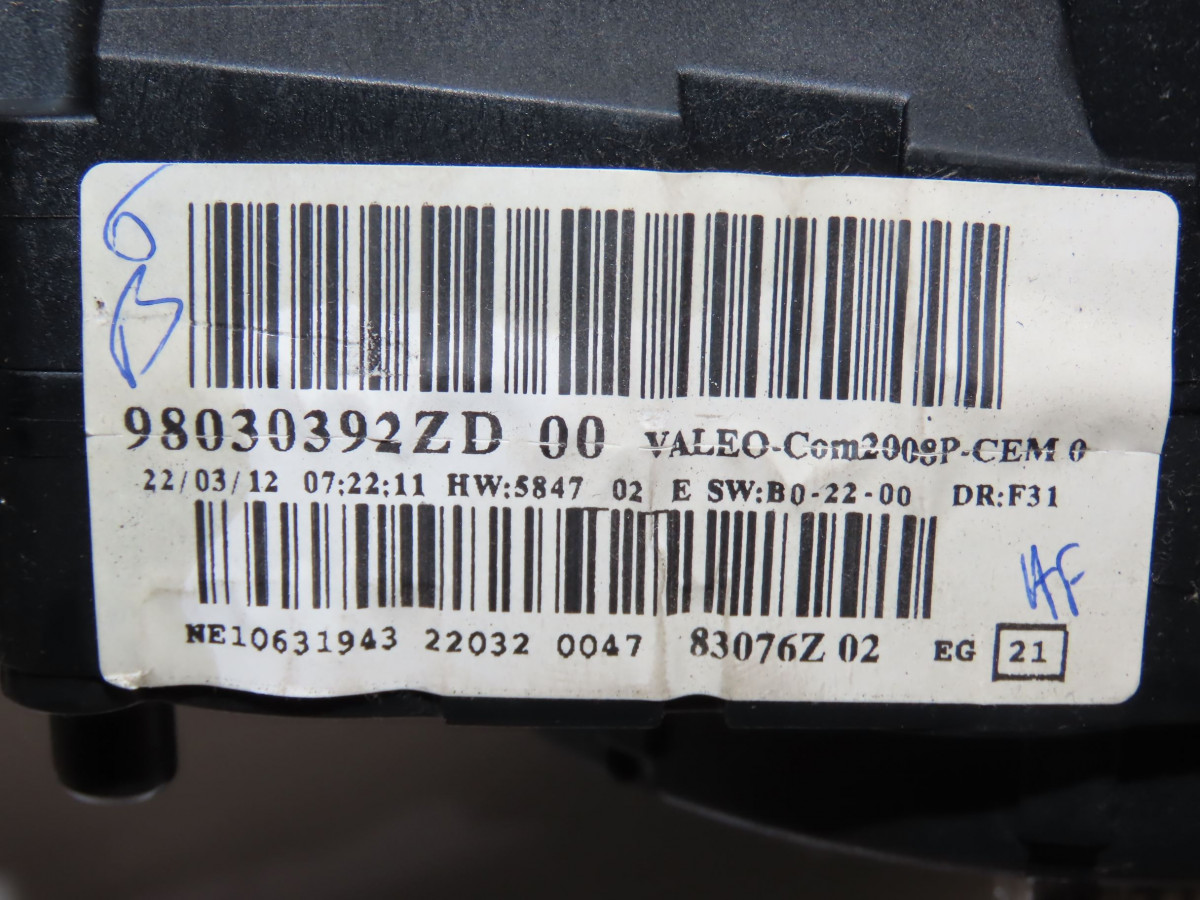 98030392ZD 00 VALEO-Com2008P-CEM 0
22/03/12 07:22:11 HW:5847 02 E SW:B0-22-00 DR:F31
NE10631943 22032 0047 83076Z 02 EG 21